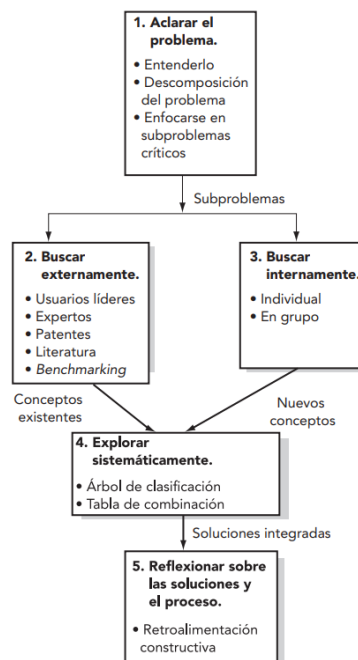 1. Aclarar el
problema.
• Entenderlo
• Descomposición
del problema
• Enfocarse en
subproblemas
críticos
Subproblemas
2. Buscar
externamente.
• Usuarios líderes
• Expertos
• Patentes
• Literatura
• Benchmarking
3. Buscar
internamente.
• Individual
• En grupo
Conceptos
existentes
Nuevos
conceptos
4. Explorar
sistemáticamente.
• Árbol de clasificación
• Tabla de combinación
Soluciones integradas
5. Reflexionar sobre
las soluciones y
el proceso.
• Retroalimentación
constructiva